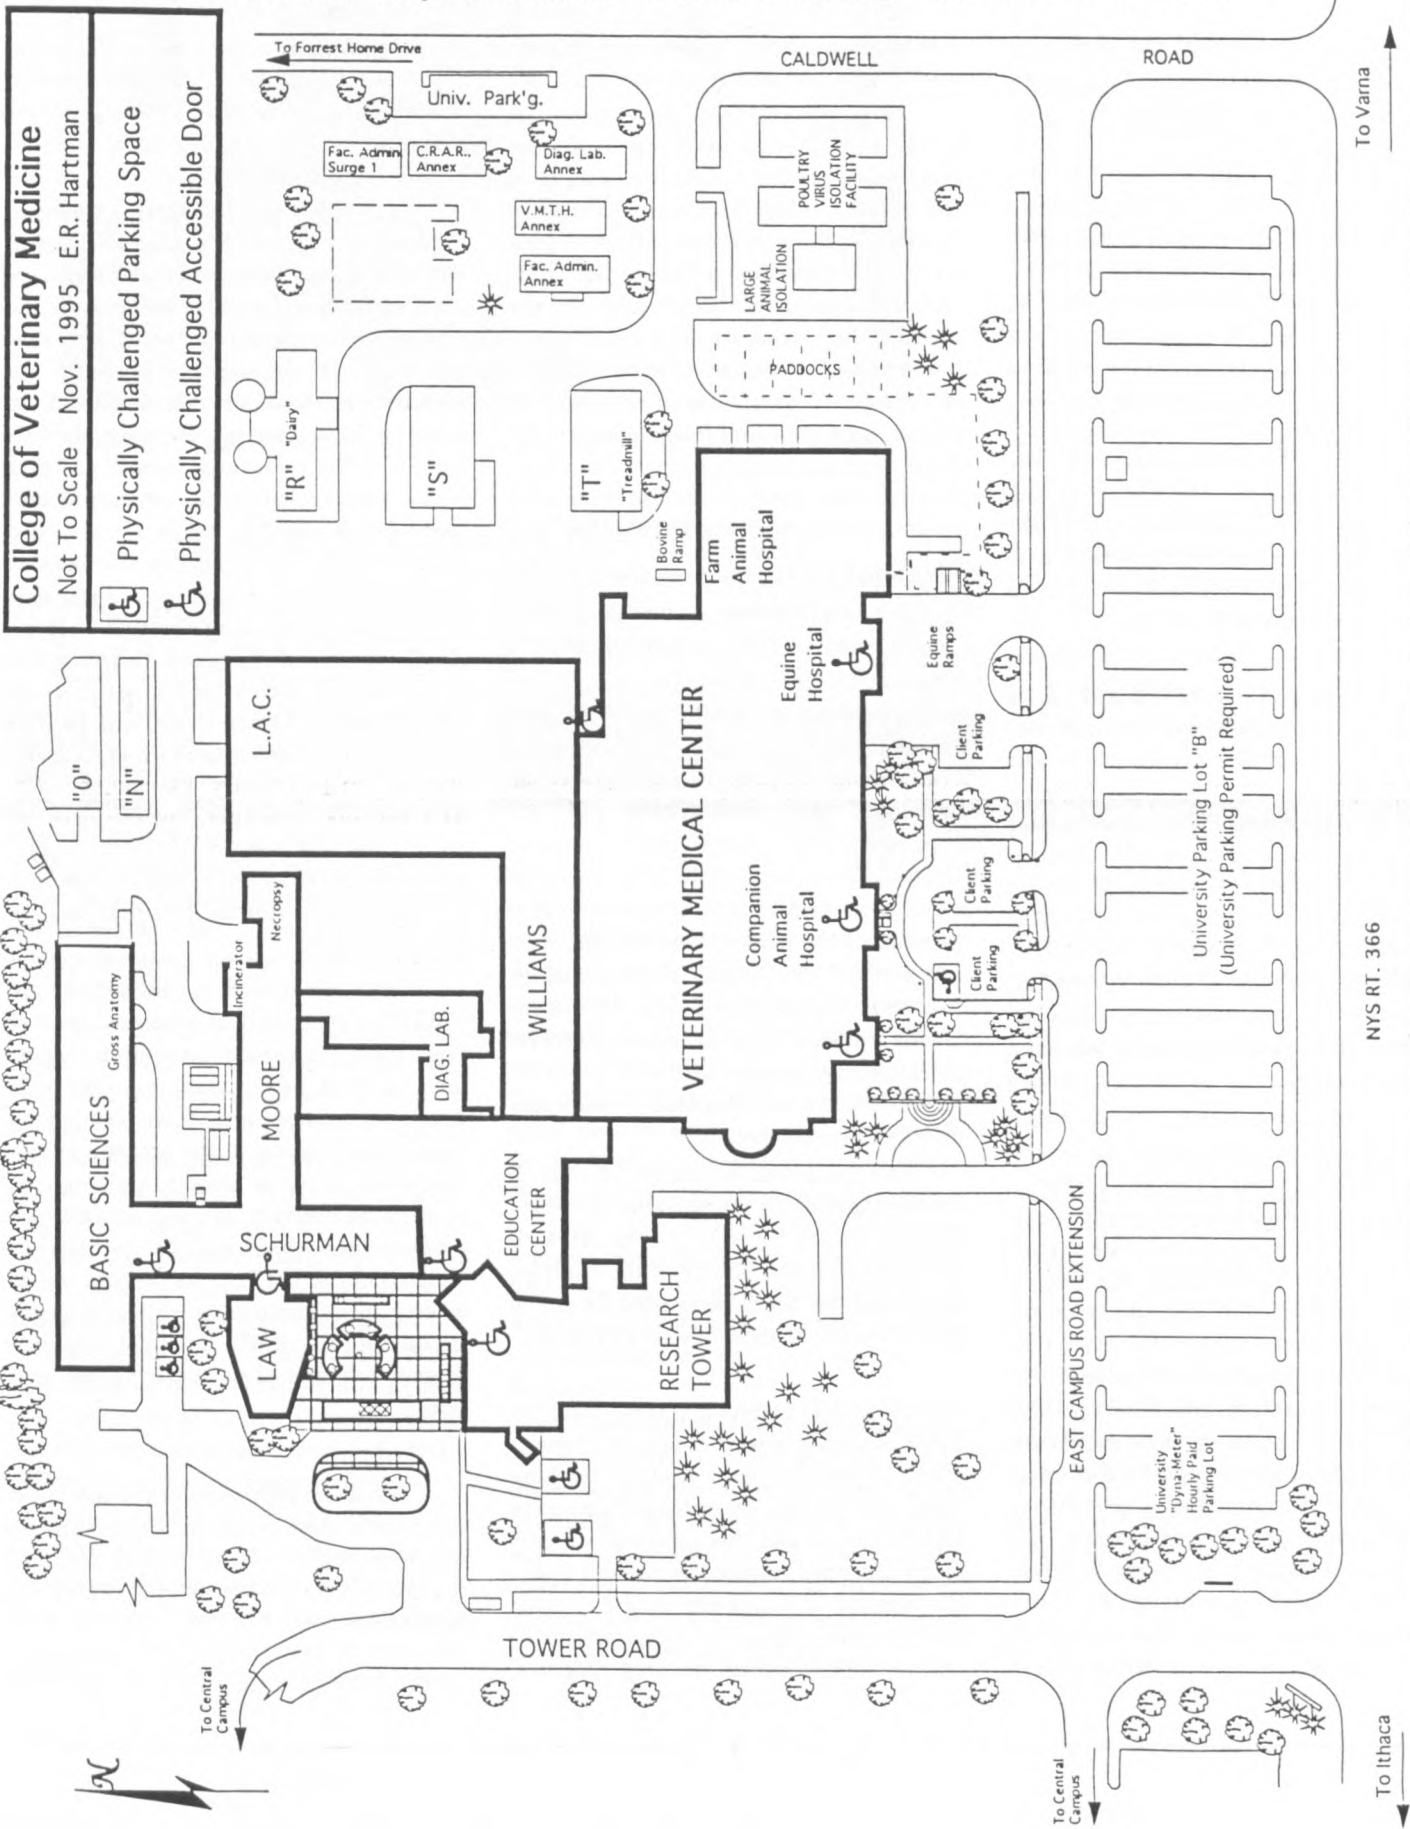 College of Veterinary Medicine
Not To Scale Nov. 1995 E.R. Hartman
Physically Challenged Parking Space
Physically Challenged Accessible Door
To Forrest Home Drive
CALDWELL
ROAD
To Varna
Univ. Park'g.
Fac. Admin
Surge 1
C.R.A.R.,
Annex
Diag. Lab.
Annex
V.M.T.H.
Annex
Fac. Admin.
Annex
POULTRY
VIRUS
ISOLATION
FACILITY
LARGE
ANIMAL
ISOLATION
PADDOCKS
"R" "Dairy"
"S"
"T"
"Treadmill"
Bovine
Ramp
Farm
Animal
Hospital
"O"
"N"
L.A.C.
Equine
Hospital
Equine
Ramps
VETERINARY MEDICAL CENTER
Client
Parking
Companion
Animal
Hospital
Client
Parking
Client
Parking
University Parking Lot "B"
(University Parking Permit Required)
NYS RT. 366
BASIC SCIENCES
Gross Anatomy
Incinerator
Necropsy
MOORE
DIAG. LAB.
WILLIAMS
SCHURMAN
EDUCATION
CENTER
LAW
RESEARCH
TOWER
EAST CAMPUS ROAD EXTENSION
University
"Dyna-Meter"
Hourly Paid
Parking Lot
TOWER ROAD
To Central
Campus
N
To Central
Campus
To Ithaca